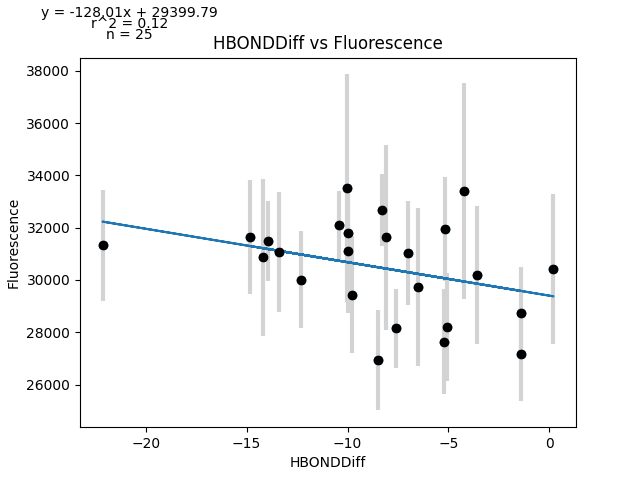 y = -128.01x + 29399.79
r^2 = 0.12
n = 25
HBONDDiff vs Fluorescence
38000
36000
34000
32000
30000
28000
26000
Fluorescence
−20
−15
−10
−5
0
HBONDDiff